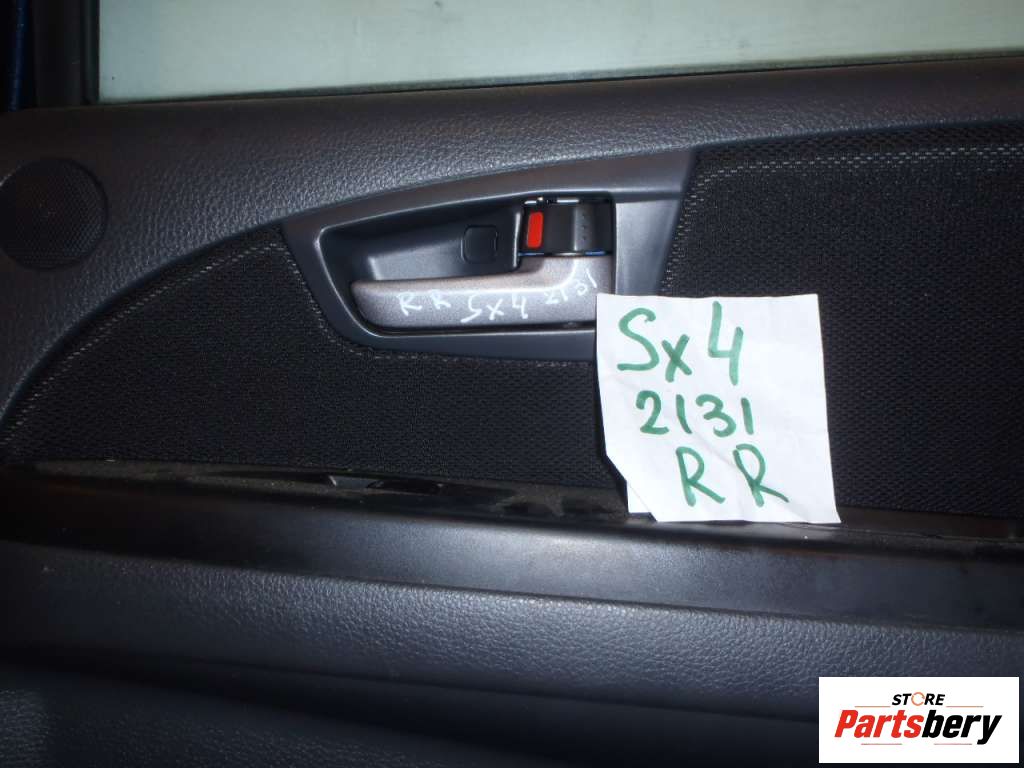 RR SX4 2131
Sx4
2131
RR
STORE
Partsbery